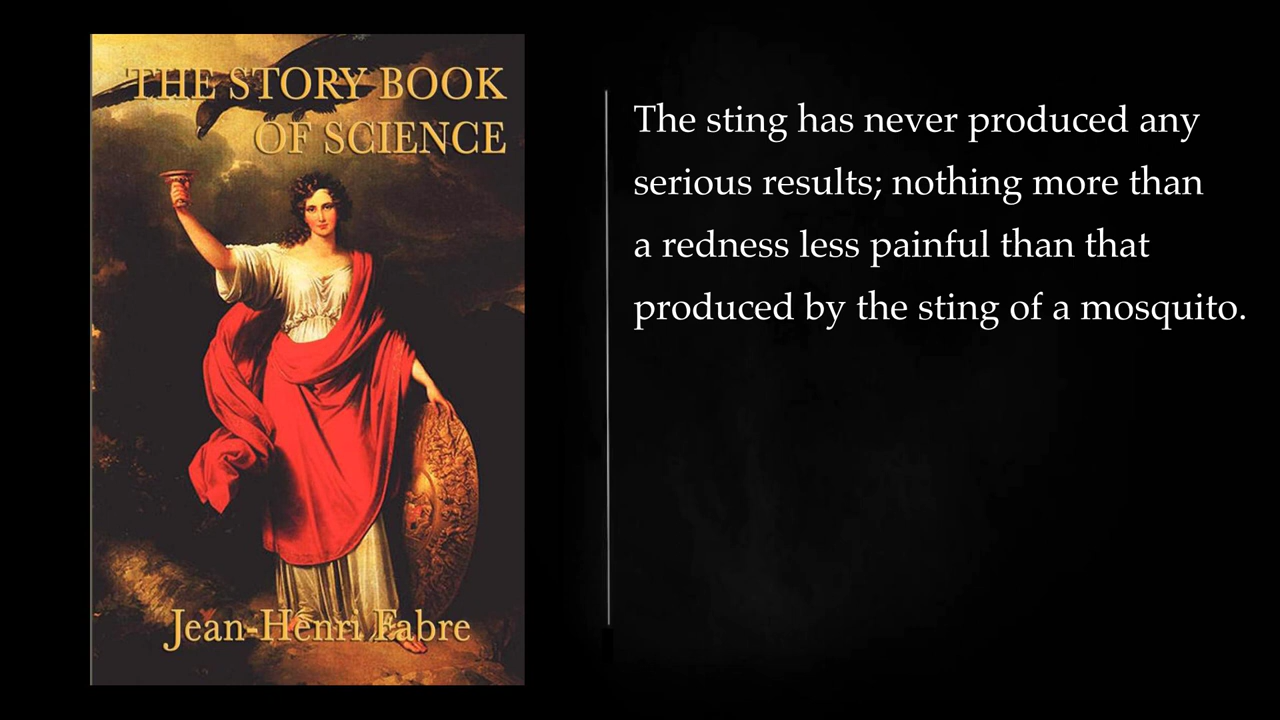 THE STORY BOOK
OF SCIENCE
Jean-Henri Fabre
The sting has never produced any
serious results; nothing more than
a redness less painful than that
produced by the sting of a mosquito.